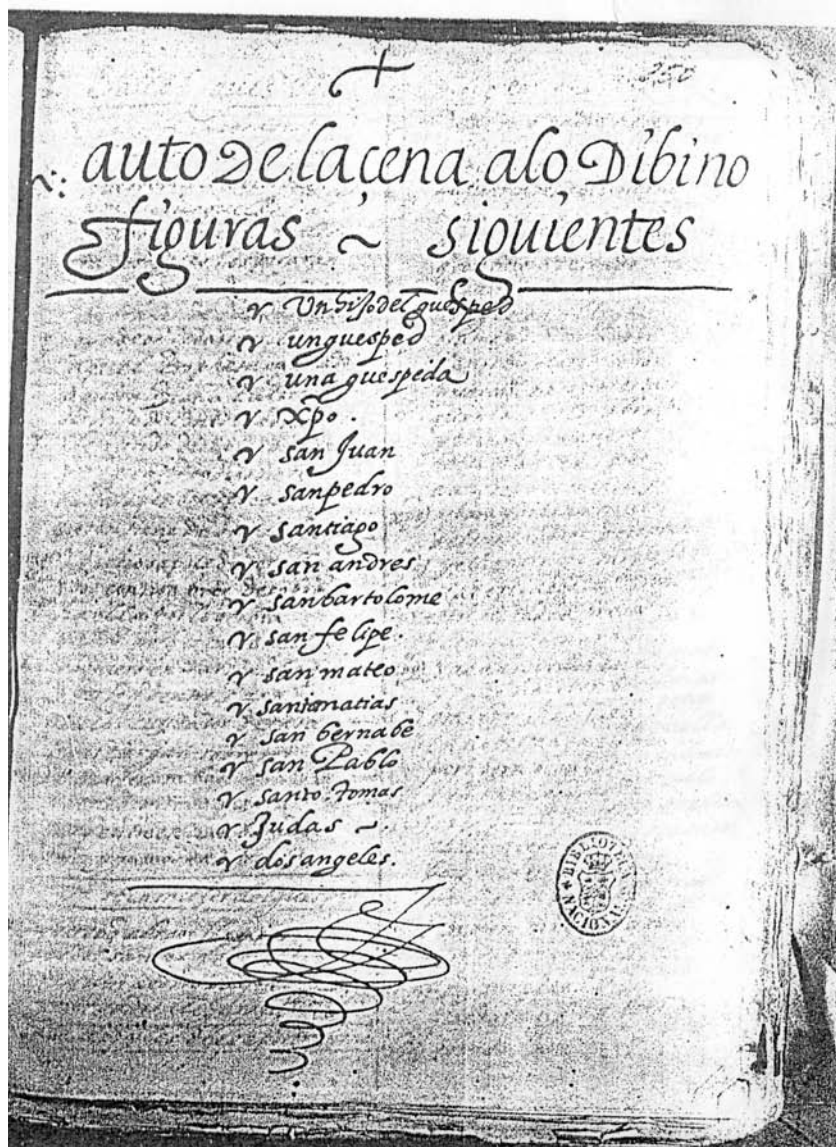 250
auto de la çena alo Dibino
figuras ~ siguientes
y Un hijo del guesped
y un guesped
y una guespeda
y xpo.
y san Juan
y san pedro
y santiago
y san andres
y san bartolome
y san felipe.
y san mateo
y san matias
y san bernabe
y san Pablo
y santo Tomas
y Judas ~.
y dos angeles.
BIBLIOTECA NACIONAL